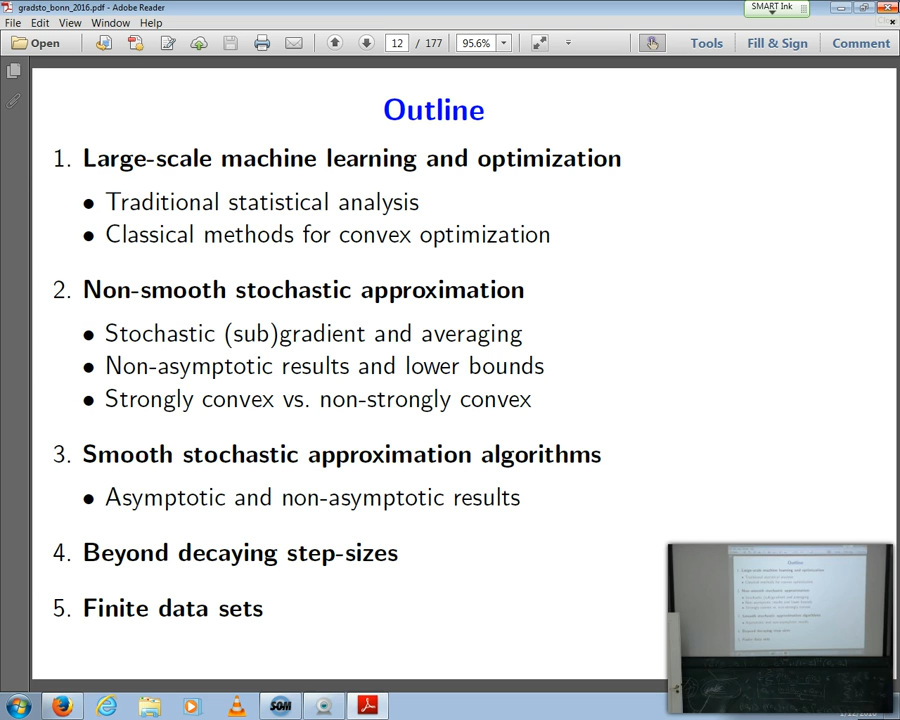 gradsto_bonn_2016.pdf - Adobe Reader
SMART Ink
File Edit View Window Help
Open 12 / 177 95.6% Tools Fill & Sign Comment
Outline
1. Large-scale machine learning and optimization
• Traditional statistical analysis
• Classical methods for convex optimization
2. Non-smooth stochastic approximation
• Stochastic (sub)gradient and averaging
• Non-asymptotic results and lower bounds
• Strongly convex vs. non-strongly convex
3. Smooth stochastic approximation algorithms
• Asymptotic and non-asymptotic results
4. Beyond decaying step-sizes
5. Finite data sets
Outline
SOM